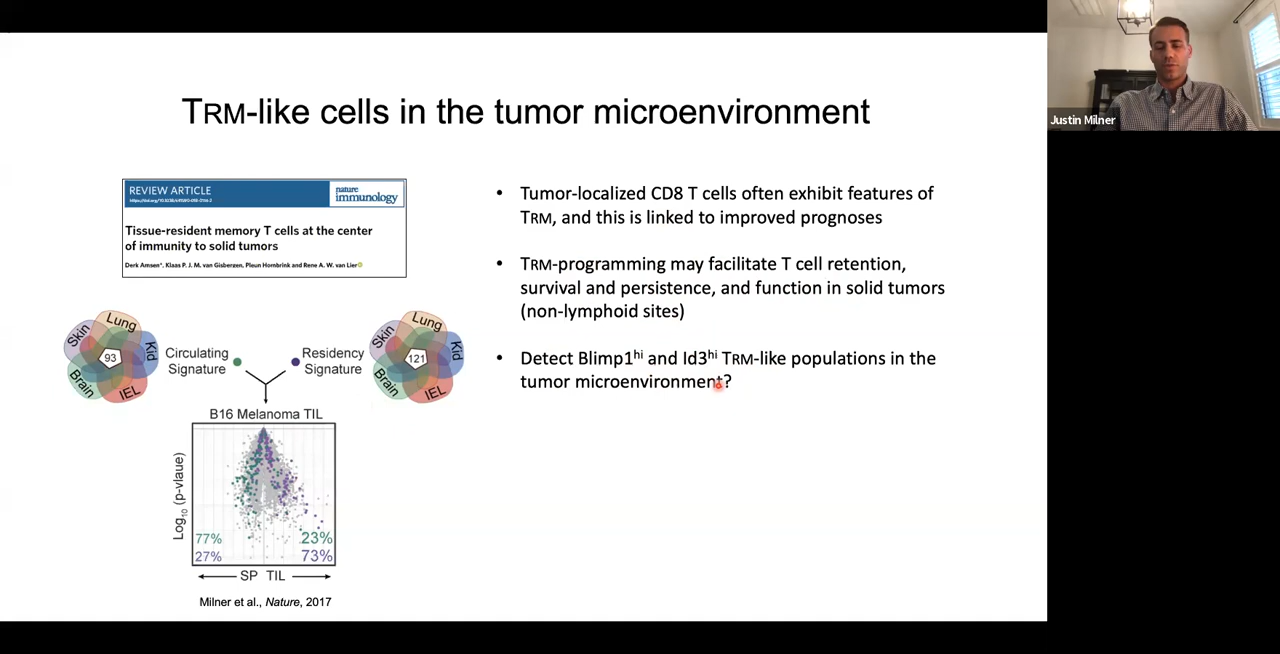 TRM-like cells in the tumor microenvironment
REVIEW ARTICLE
nature
immunology
Tissue-resident memory T cells at the center
of immunity to solid tumors
Derk Amsen*, Klaas P. J. M. van Gisbergen, Pleun Hombrink and Rene A. W. van Lier
Skin
Lung
Kid
IEL
Brain
93
Circulating
Signature
Residency
Signature
Skin
Lung
Kid
IEL
Brain
121
B16 Melanoma TIL
Log10 (p-vlaue)
77%
23%
27%
73%
SP TIL
Milner et al., Nature, 2017
• Tumor-localized CD8 T cells often exhibit features of
TRM, and this is linked to improved prognoses
• TRM-programming may facilitate T cell retention,
survival and persistence, and function in solid tumors
(non-lymphoid sites)
• Detect Blimp1hi and Id3hi TRM-like populations in the
tumor microenvironment?
Justin Milner